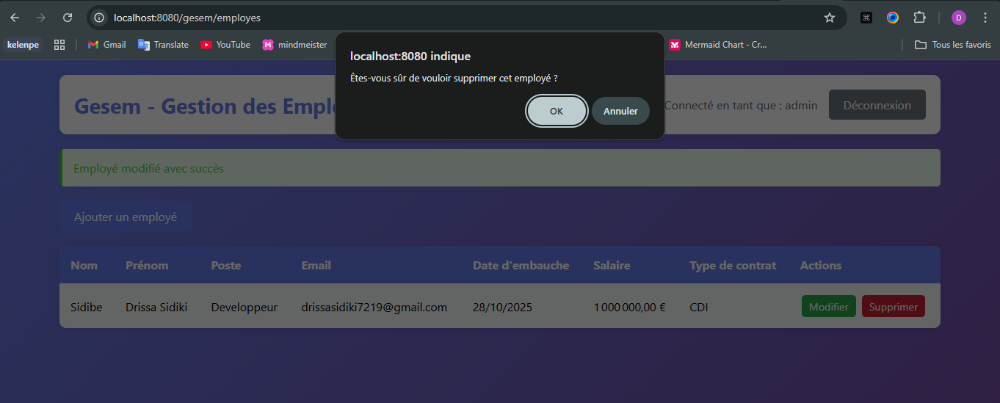 localhost:8080/gesem/employes
D
kelenpe
Gmail
Translate
YouTube
mindmeister
Mermaid Chart - Cr...
Tous les favoris
localhost:8080 indique
Êtes-vous sûr de vouloir supprimer cet employé ?
OK Annuler
Gesem - Gestion des Empl
Connecté en tant que : admin
Déconnexion
Employé modifié avec succès
Ajouter un employé
Nom Prénom Poste Email Date d'embauche Salaire Type de contrat Actions
Sidibe Drissa Sidiki Developpeur drissasidiki7219@gmail.com 28/10/2025 1 000 000,00 € CDI Modifier Supprimer